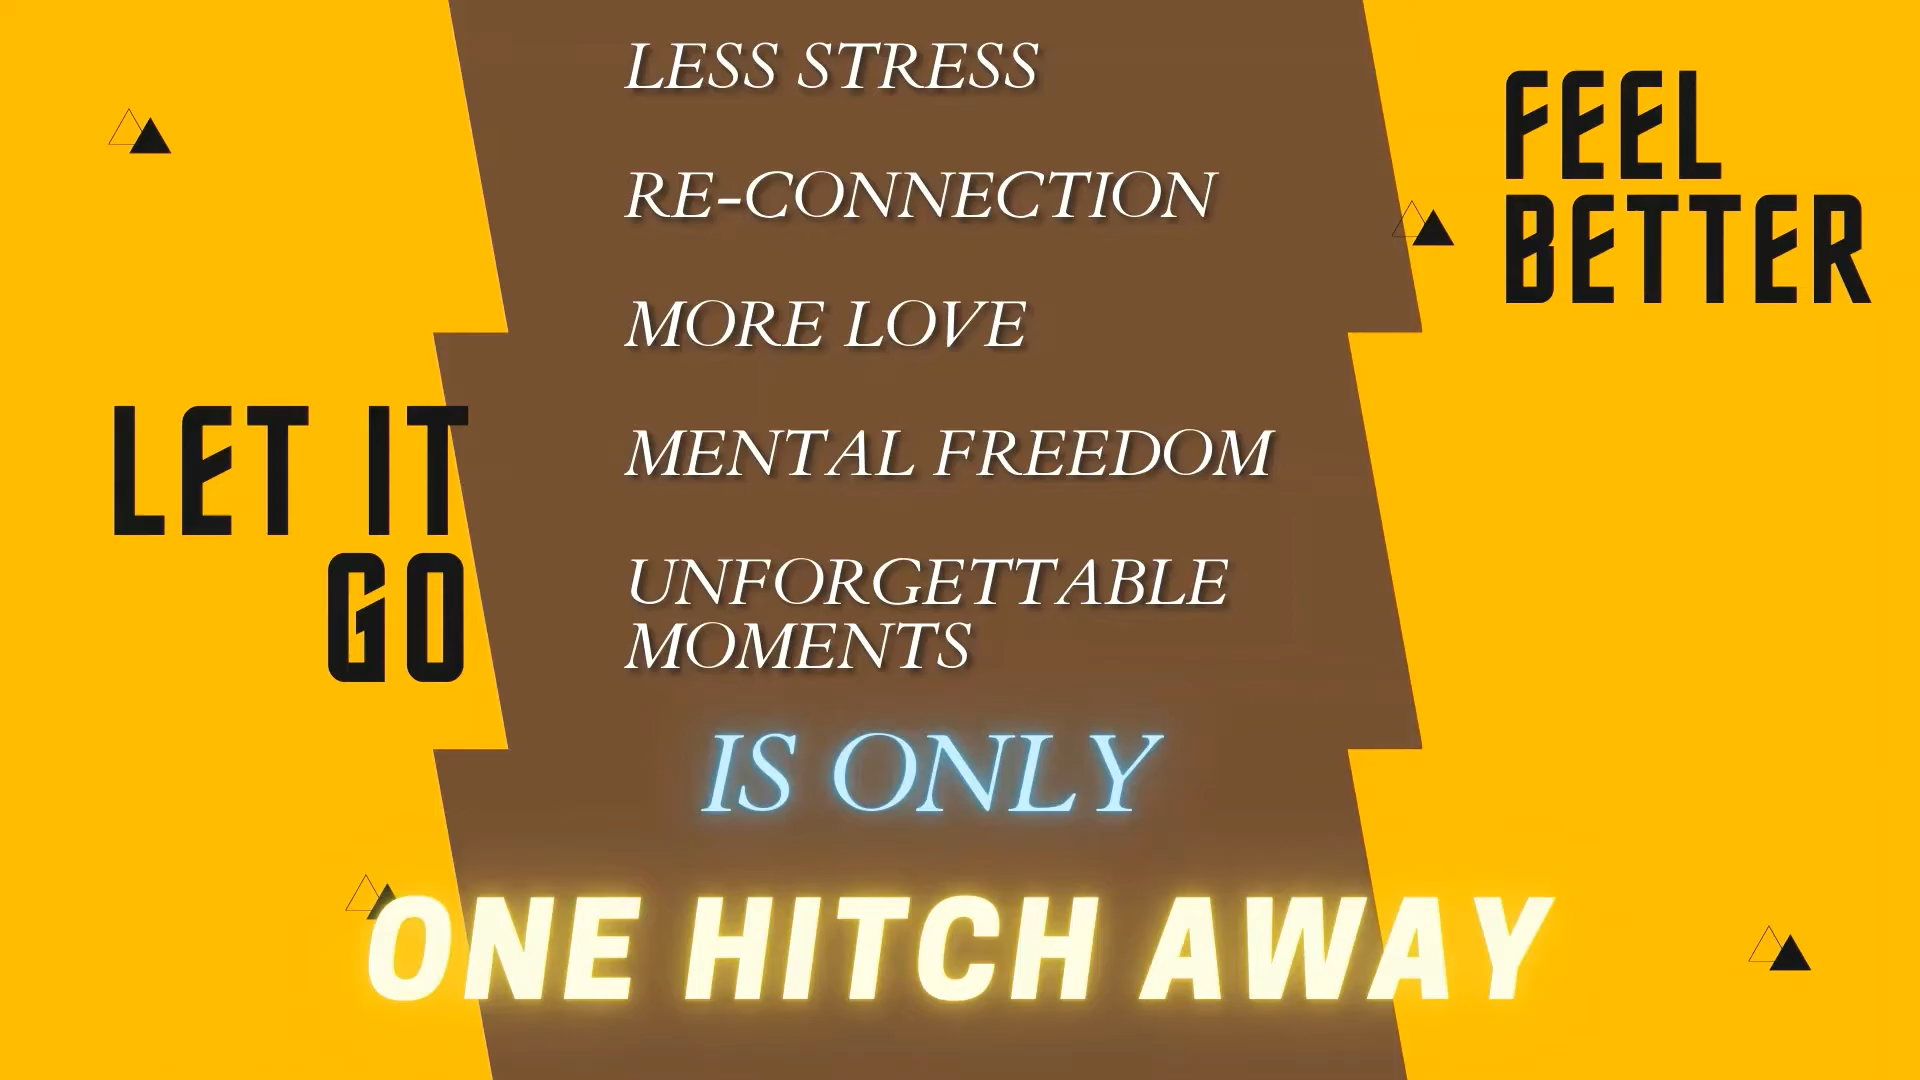 LESS STRESS
RE-CONNECTION
MORE LOVE
MENTAL FREEDOM
UNFORGETTABLE
MOMENTS
IS ONLY
ONE HITCH AWAY
LET IT
GO
FEEL
BETTER